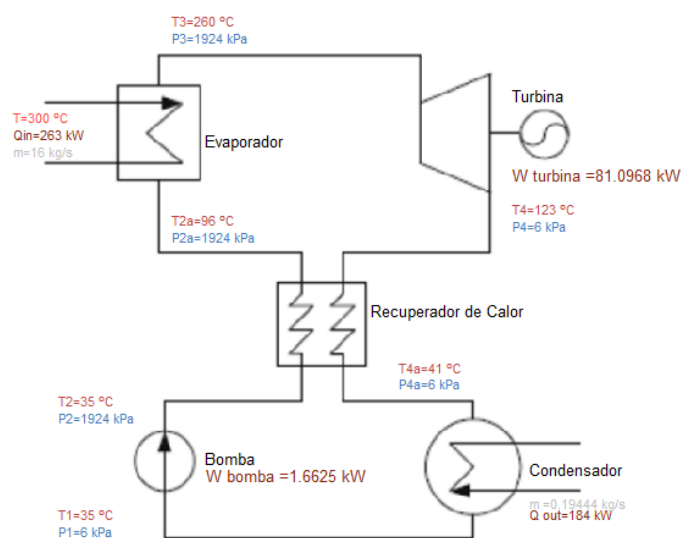 T3=260 ºC
P3=1924 kPa
T=300 ºC
Qin=263 kW
m=16 kg/s
Evaporador
Turbina
W turbina =81.0968 kW
T2a=96 ºC
P2a=1924 kPa
T4=123 ºC
P4=6 kPa
Recuperador de Calor
T4a=41 ºC
P4a=6 kPa
T2=35 ºC
P2=1924 kPa
Bomba
W bomba =1.6625 kW
Condensador
m =0.19444 kg/s
Q out=184 kW
T1=35 ºC
P1=6 kPa